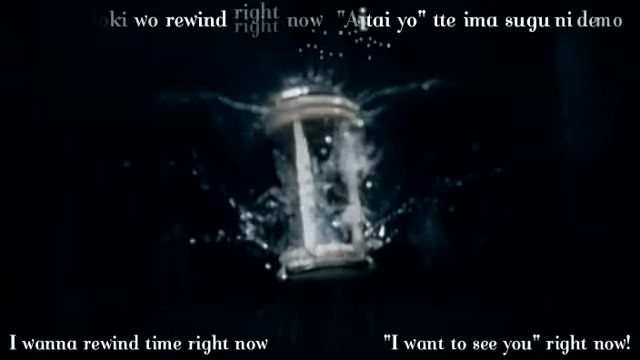 oki wo rewind right now "Aitai yo" tte ima sugu ni demo
right
I wanna rewind time right now
"I want to see you" right now!